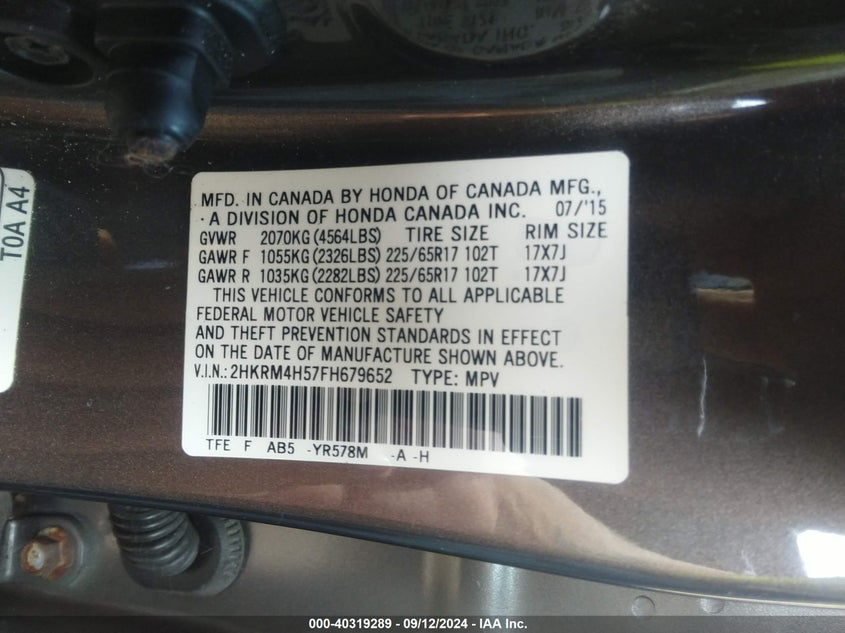 T0A A4
MFD. IN CANADA BY HONDA OF CANADA MFG.,
A DIVISION OF HONDA CANADA INC. 07/'15
GVWR 2070KG (4564LBS) TIRE SIZE RIM SIZE
GAWR F 1055KG (2326LBS) 225/65R17 102T 17X7J
GAWR R 1035KG (2282LBS) 225/65R17 102T 17X7J
THIS VEHICLE CONFORMS TO ALL APPLICABLE
FEDERAL MOTOR VEHICLE SAFETY
AND THEFT PREVENTION STANDARDS IN EFFECT
ON THE DATE OF MANUFACTURE SHOWN ABOVE.
V.I.N.: 2HKRM4H57FH679652 TYPE: MPV
TFE F AB5 -YR578M -A -H
000-40319289 - 09/12/2024 - IAA Inc.